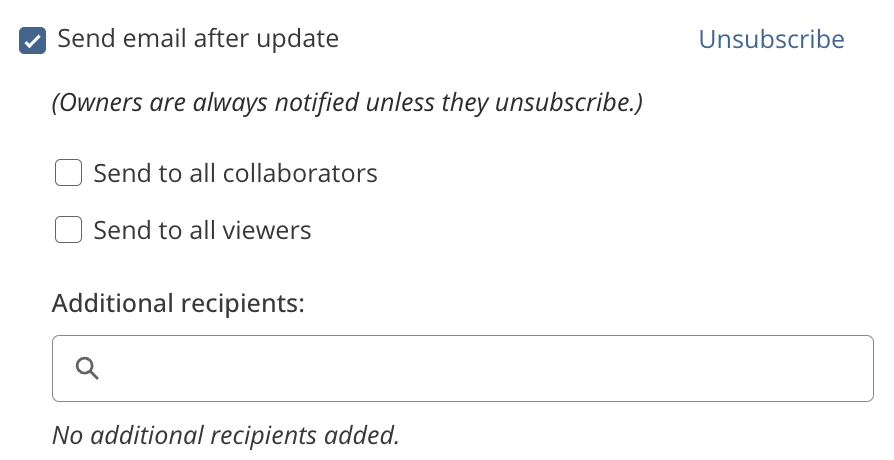 Send email after update Unsubscribe
(Owners are always notified unless they unsubscribe.)
Send to all collaborators
Send to all viewers
Additional recipients:
No additional recipients added.